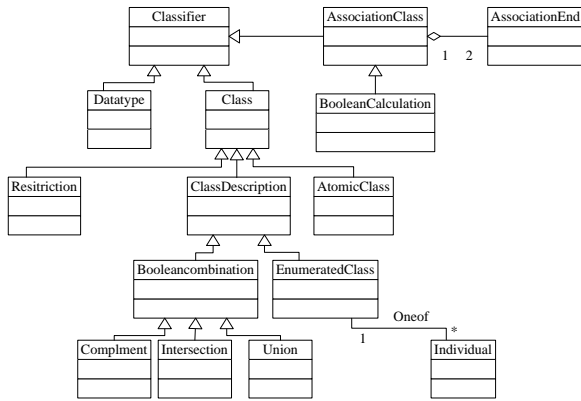 Classifier
AssociationClass
AssociationEnd
1
2
Datatype
Class
BooleanCalculation
Resitriction
ClassDescription
AtomicClass
Booleancombination
EnumeratedClass
Oneof
1
*
Complment
Intersection
Union
Individual